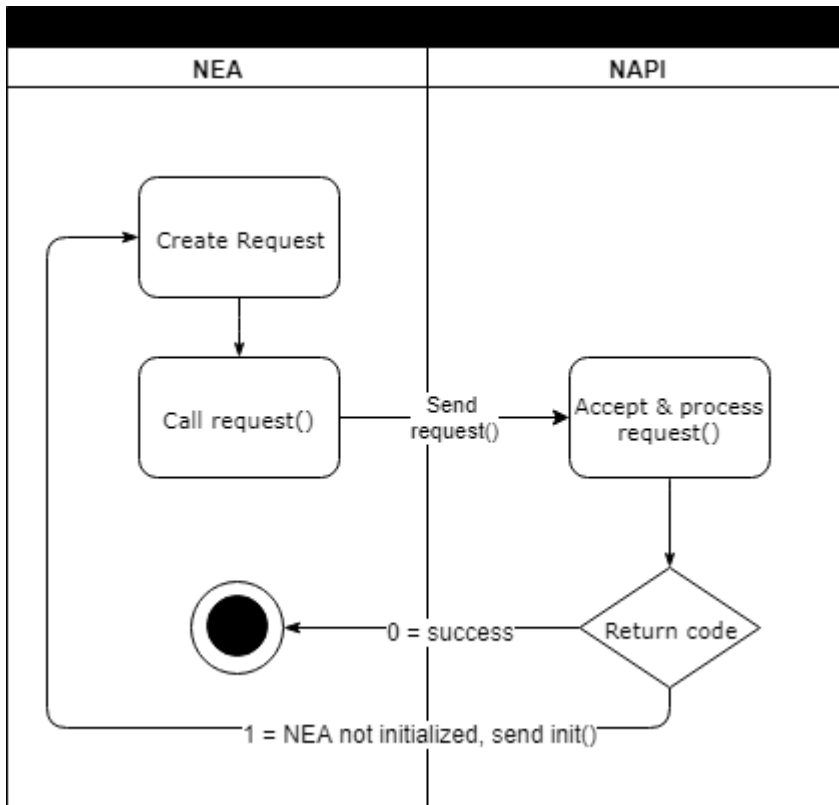 NEA
NAPI
Create Request
Call request()
Send
request()
Accept & process
request()
Return code
0 = success
1 = NEA not initialized, send init()